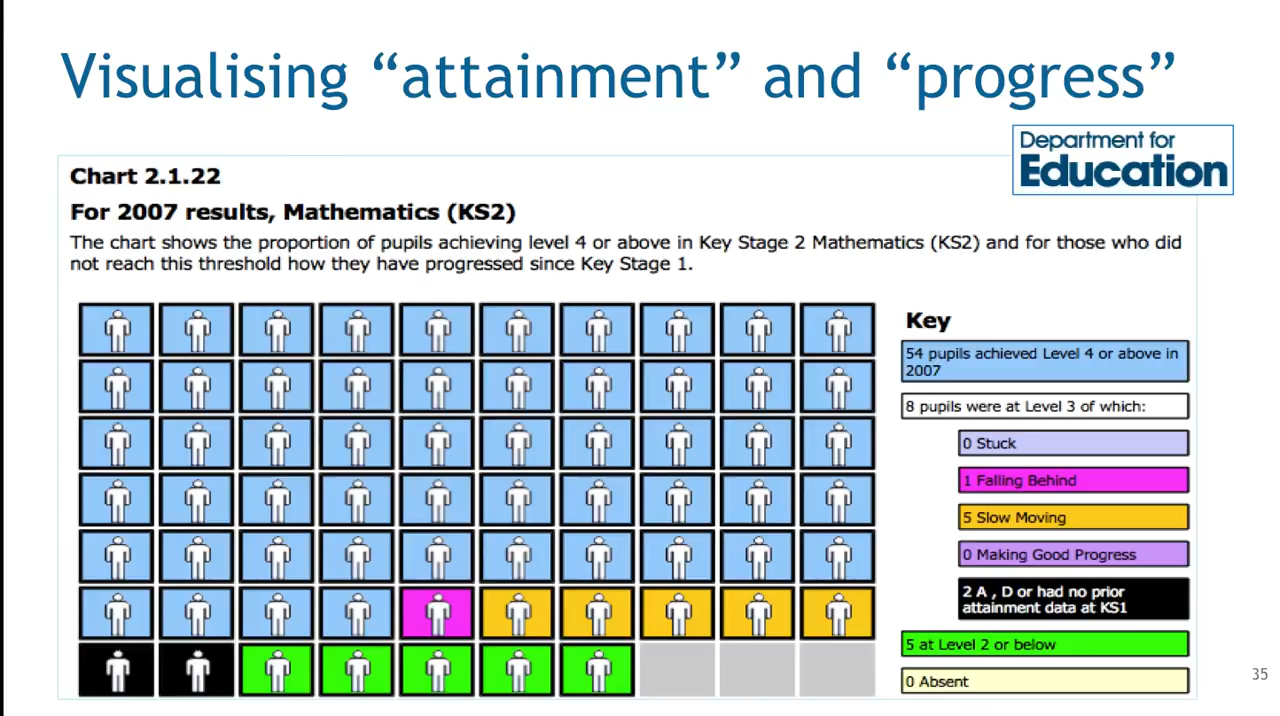 Visualising “attainment” and “progress”
Department for
Education
Chart 2.1.22
For 2007 results, Mathematics (KS2)
The chart shows the proportion of pupils achieving level 4 or above in Key Stage 2 Mathematics (KS2) and for those who did
not reach this threshold how they have progressed since Key Stage 1.
Key
54 pupils achieved Level 4 or above in
2007
8 pupils were at Level 3 of which:
0 Stuck
1 Falling Behind
5 Slow Moving
0 Making Good Progress
2 A , D or had no prior
attainment data at KS1
5 at Level 2 or below
0 Absent
35